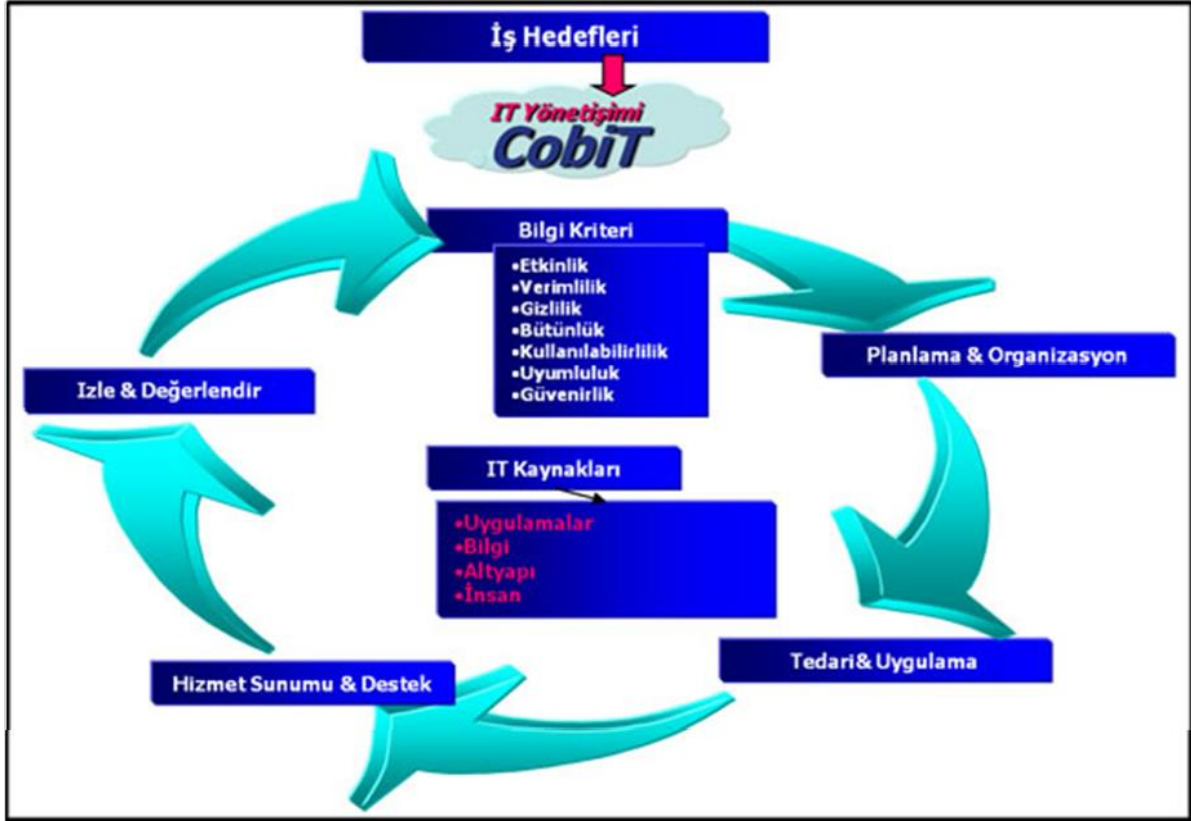 İş Hedefleri
IT Yönetişimi
CobiT
Bilgi Kriteri
•Etkinlik
•Verimlilik
•Gizlilik
•Bütünlük
•Kullanılabilirlilik
•Uyumluluk
•Güvenirlik
Planlama & Organizasyon
Izle & Değerlendir
IT Kaynakları
•Uygulamalar
•Bilgi
•Altyapı
•İnsan
Tedari& Uygulama
Hizmet Sunumu & Destek